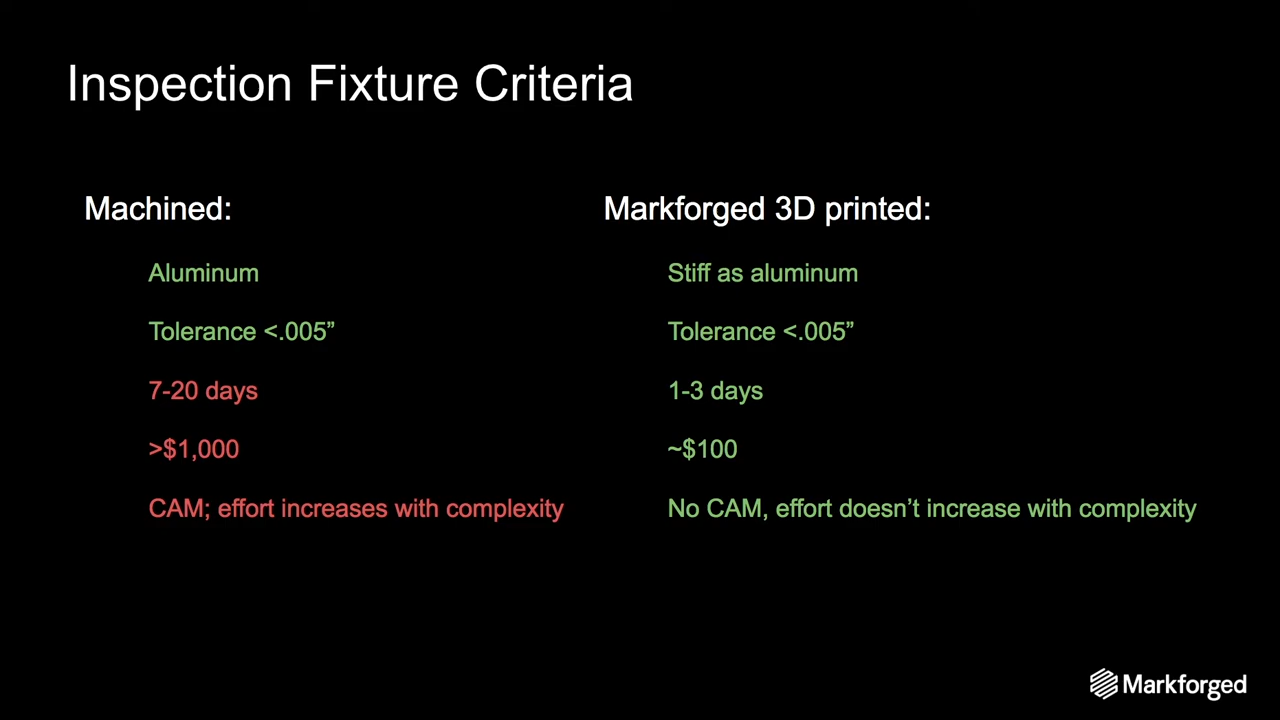 Inspection Fixture Criteria
Machined:
Aluminum
Tolerance <.005”
7-20 days
>$1,000
CAM; effort increases with complexity
Markforged 3D printed:
Stiff as aluminum
Tolerance <.005”
1-3 days
~$100
No CAM, effort doesn’t increase with complexity
Markforged